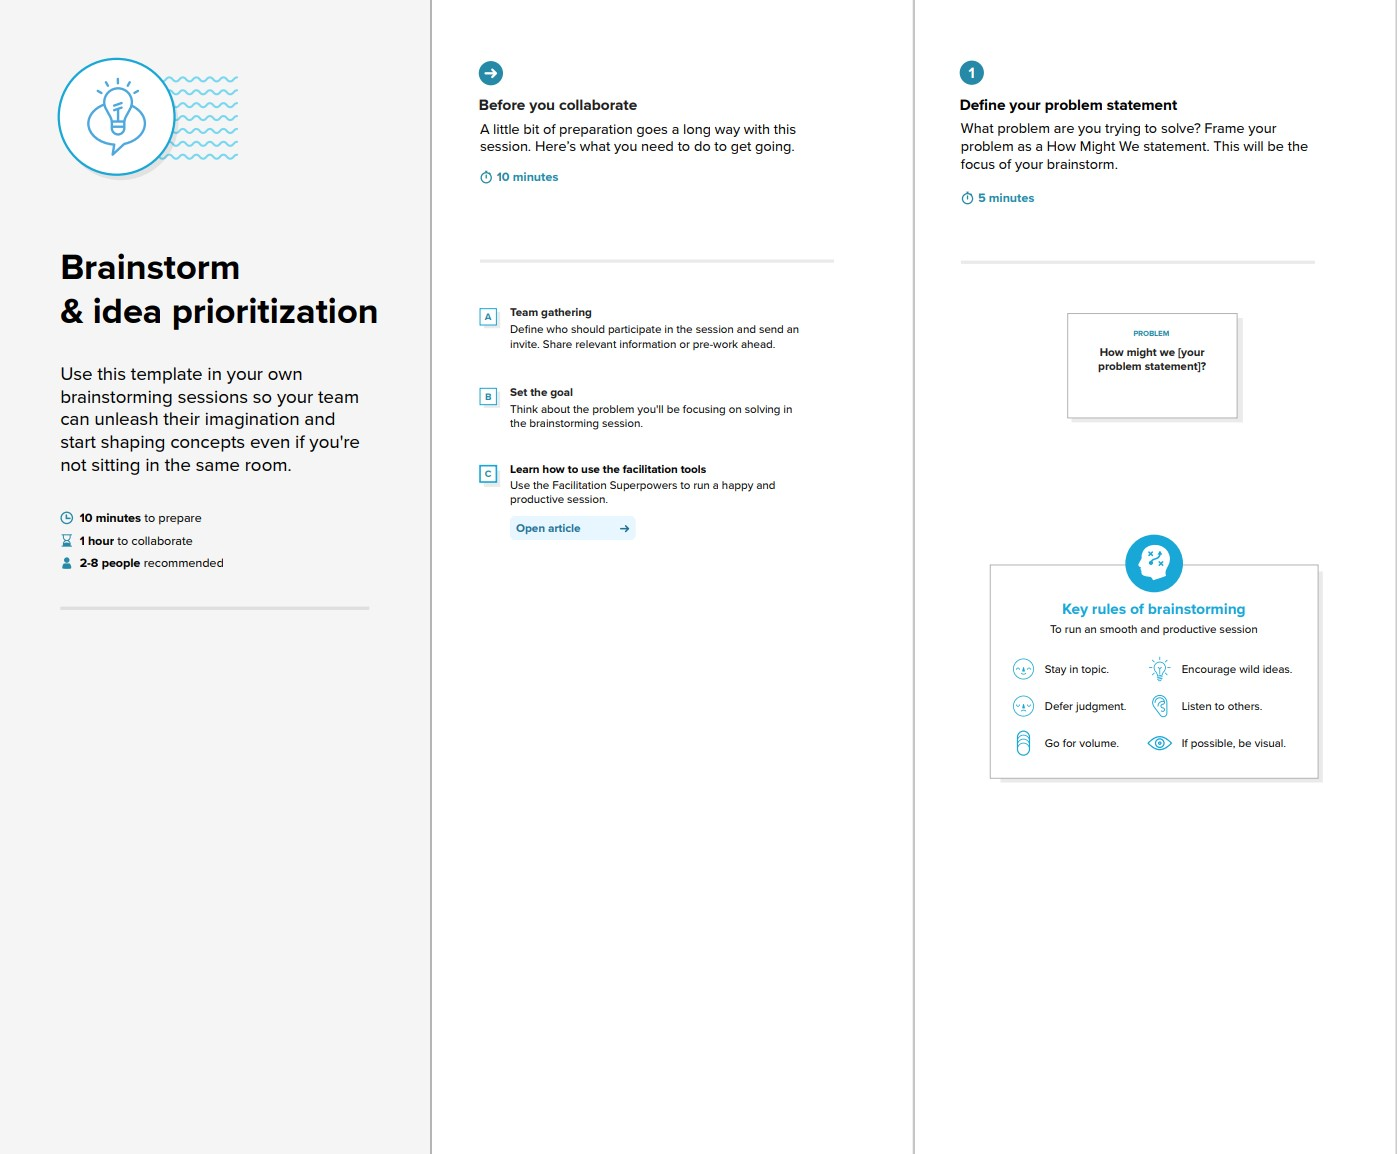 Brainstorm
& idea prioritization
Use this template in your own
brainstorming sessions so your team
can unleash their imagination and
start shaping concepts even if you're
not sitting in the same room.
10 minutes to prepare
1 hour to collaborate
2-8 people recommended
Before you collaborate
A little bit of preparation goes a long way with this
session. Here's what you need to do to get going.
10 minutes
A
Team gathering
Define who should participate in the session and send an
invite. Share relevant information or pre-work ahead.
B
Set the goal
Think about the problem you'll be focusing on solving in
the brainstorming session.
C
Learn how to use the facilitation tools
Use the Facilitation Superpowers to run a happy and
productive session.
Open article
1
Define your problem statement
What problem are you trying to solve? Frame your
problem as a How Might We statement. This will be the
focus of your brainstorm.
5 minutes
PROBLEM
How might we [your
problem statement]?
Key rules of brainstorming
To run an smooth and productive session
Stay in topic.
Encourage wild ideas.
Defer judgment.
Listen to others.
Go for volume.
If possible, be visual.